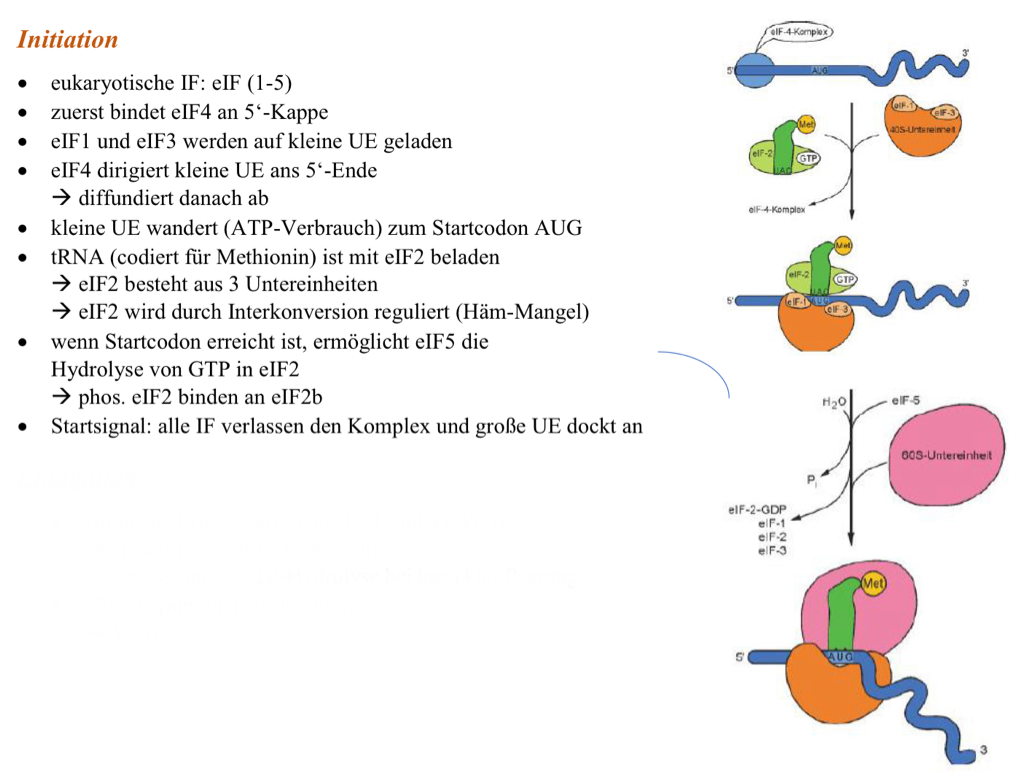 Initiation
• eukaryotische IF: eIF (1-5)
• zuerst bindet eIF4 an 5‘-Kappe
• eIF1 und eIF3 werden auf kleine UE geladen
• eIF4 dirigiert kleine UE ans 5‘-Ende
→ diffundiert danach ab
• kleine UE wandert (ATP-Verbrauch) zum Startcodon AUG
• tRNA (codiert für Methionin) ist mit eIF2 beladen
→ eIF2 besteht aus 3 Untereinheiten
→ eIF2 wird durch Interkonversion reguliert (Häm-Mangel)
• wenn Startcodon erreicht ist, ermöglicht eIF5 die
Hydrolyse von GTP in eIF2
→ phos. eIF2 binden an eIF2b
• Startsignal: alle IF verlassen den Komplex und große UE dockt an
eIF-4-Komplex
5' AUG 3'
Met
eIF-2
GTP
UAC
eIF-1
eIF-3
40S-Untereinheit
eIF-4-Komplex
Met
eIF-2
GTP
UAC
5' AUG 3'
eIF-1
eIF-3
H2O
eIF-5
60S-Untereinheit
Pi
eIF-2-GDP
eIF-1
eIF-2
eIF-3
Met
5' AUG
3